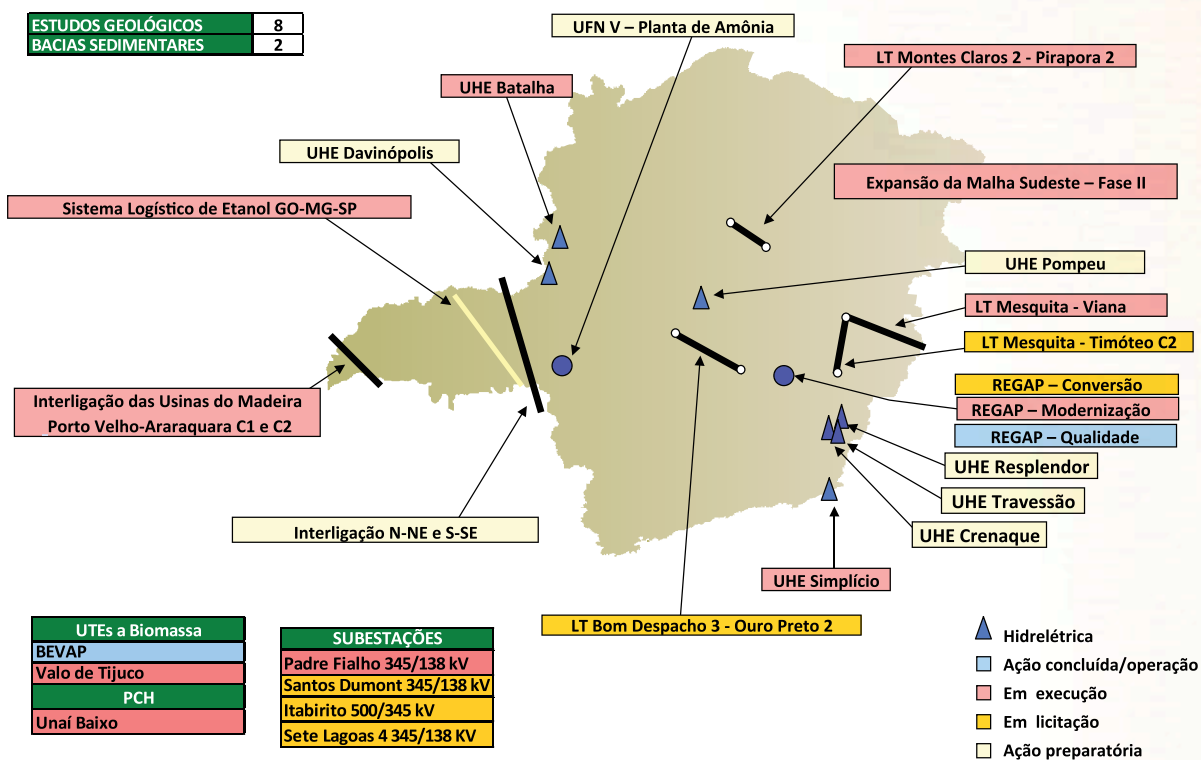 ESTUDOS GEOLÓGICOS 8
BACIAS SEDIMENTARES 2
UFN V – Planta de Amônia
LT Montes Claros 2 - Pirapora 2
UHE Batalha
UHE Davinópolis
Expansão da Malha Sudeste – Fase II
Sistema Logístico de Etanol GO-MG-SP
UHE Pompeu
LT Mesquita - Viana
LT Mesquita - Timóteo C2
REGAP – Conversão
REGAP – Modernização
REGAP – Qualidade
Interligação das Usinas do Madeira
Porto Velho-Araraquara C1 e C2
UHE Resplendor
UHE Travessão
UHE Crenaque
Interligação N-NE e S-SE
UHE Simplício
LT Bom Despacho 3 - Ouro Preto 2
UTEs a Biomassa
BEVAP
Valo de Tijuco
PCH
Unaí Baixo
SUBESTAÇÕES
Padre Fialho 345/138 kV
Santos Dumont 345/138 kV
Itabirito 500/345 kV
Sete Lagoas 4 345/138 KV
Hidrelétrica
Ação concluída/operação
Em execução
Em licitação
Ação preparatória